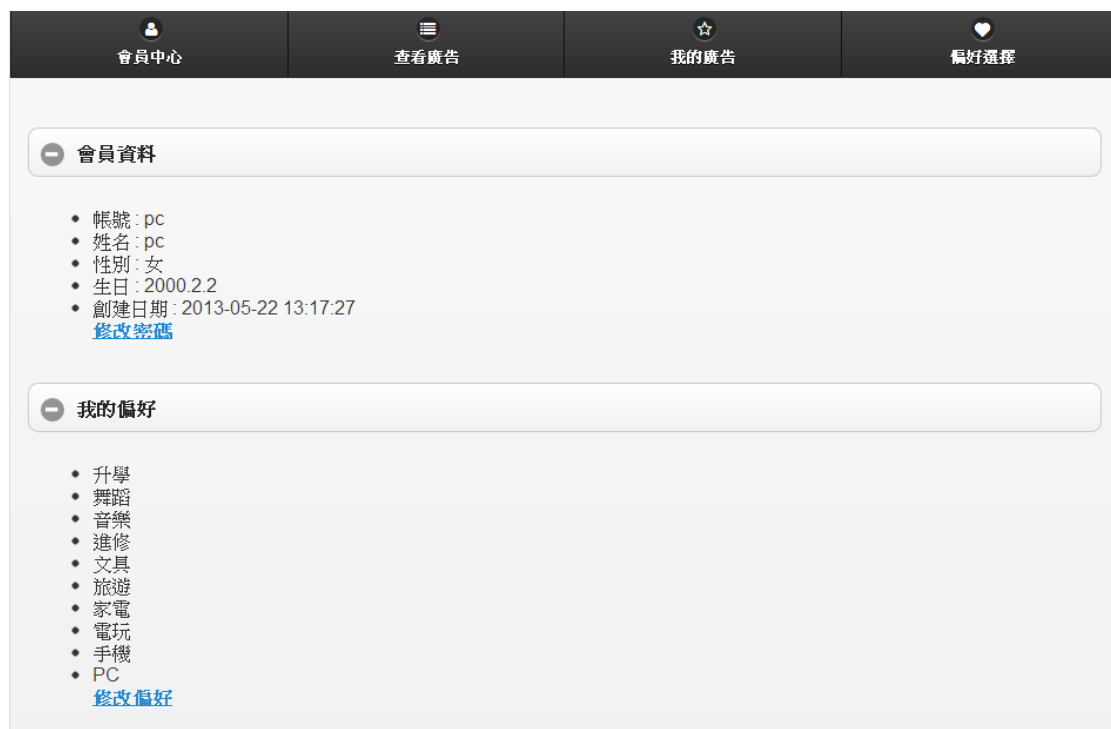 會員中心 查看廣告 我的廣告 偏好選擇
會員資料
帳號 : pc
姓名 : pc
性別 : 女
生日 : 2000.2.2
創建日期 : 2013-05-22 13:17:27
修改密碼
我的偏好
升學
舞蹈
音樂
進修
文具
旅遊
家電
電玩
手機
PC
修改偏好